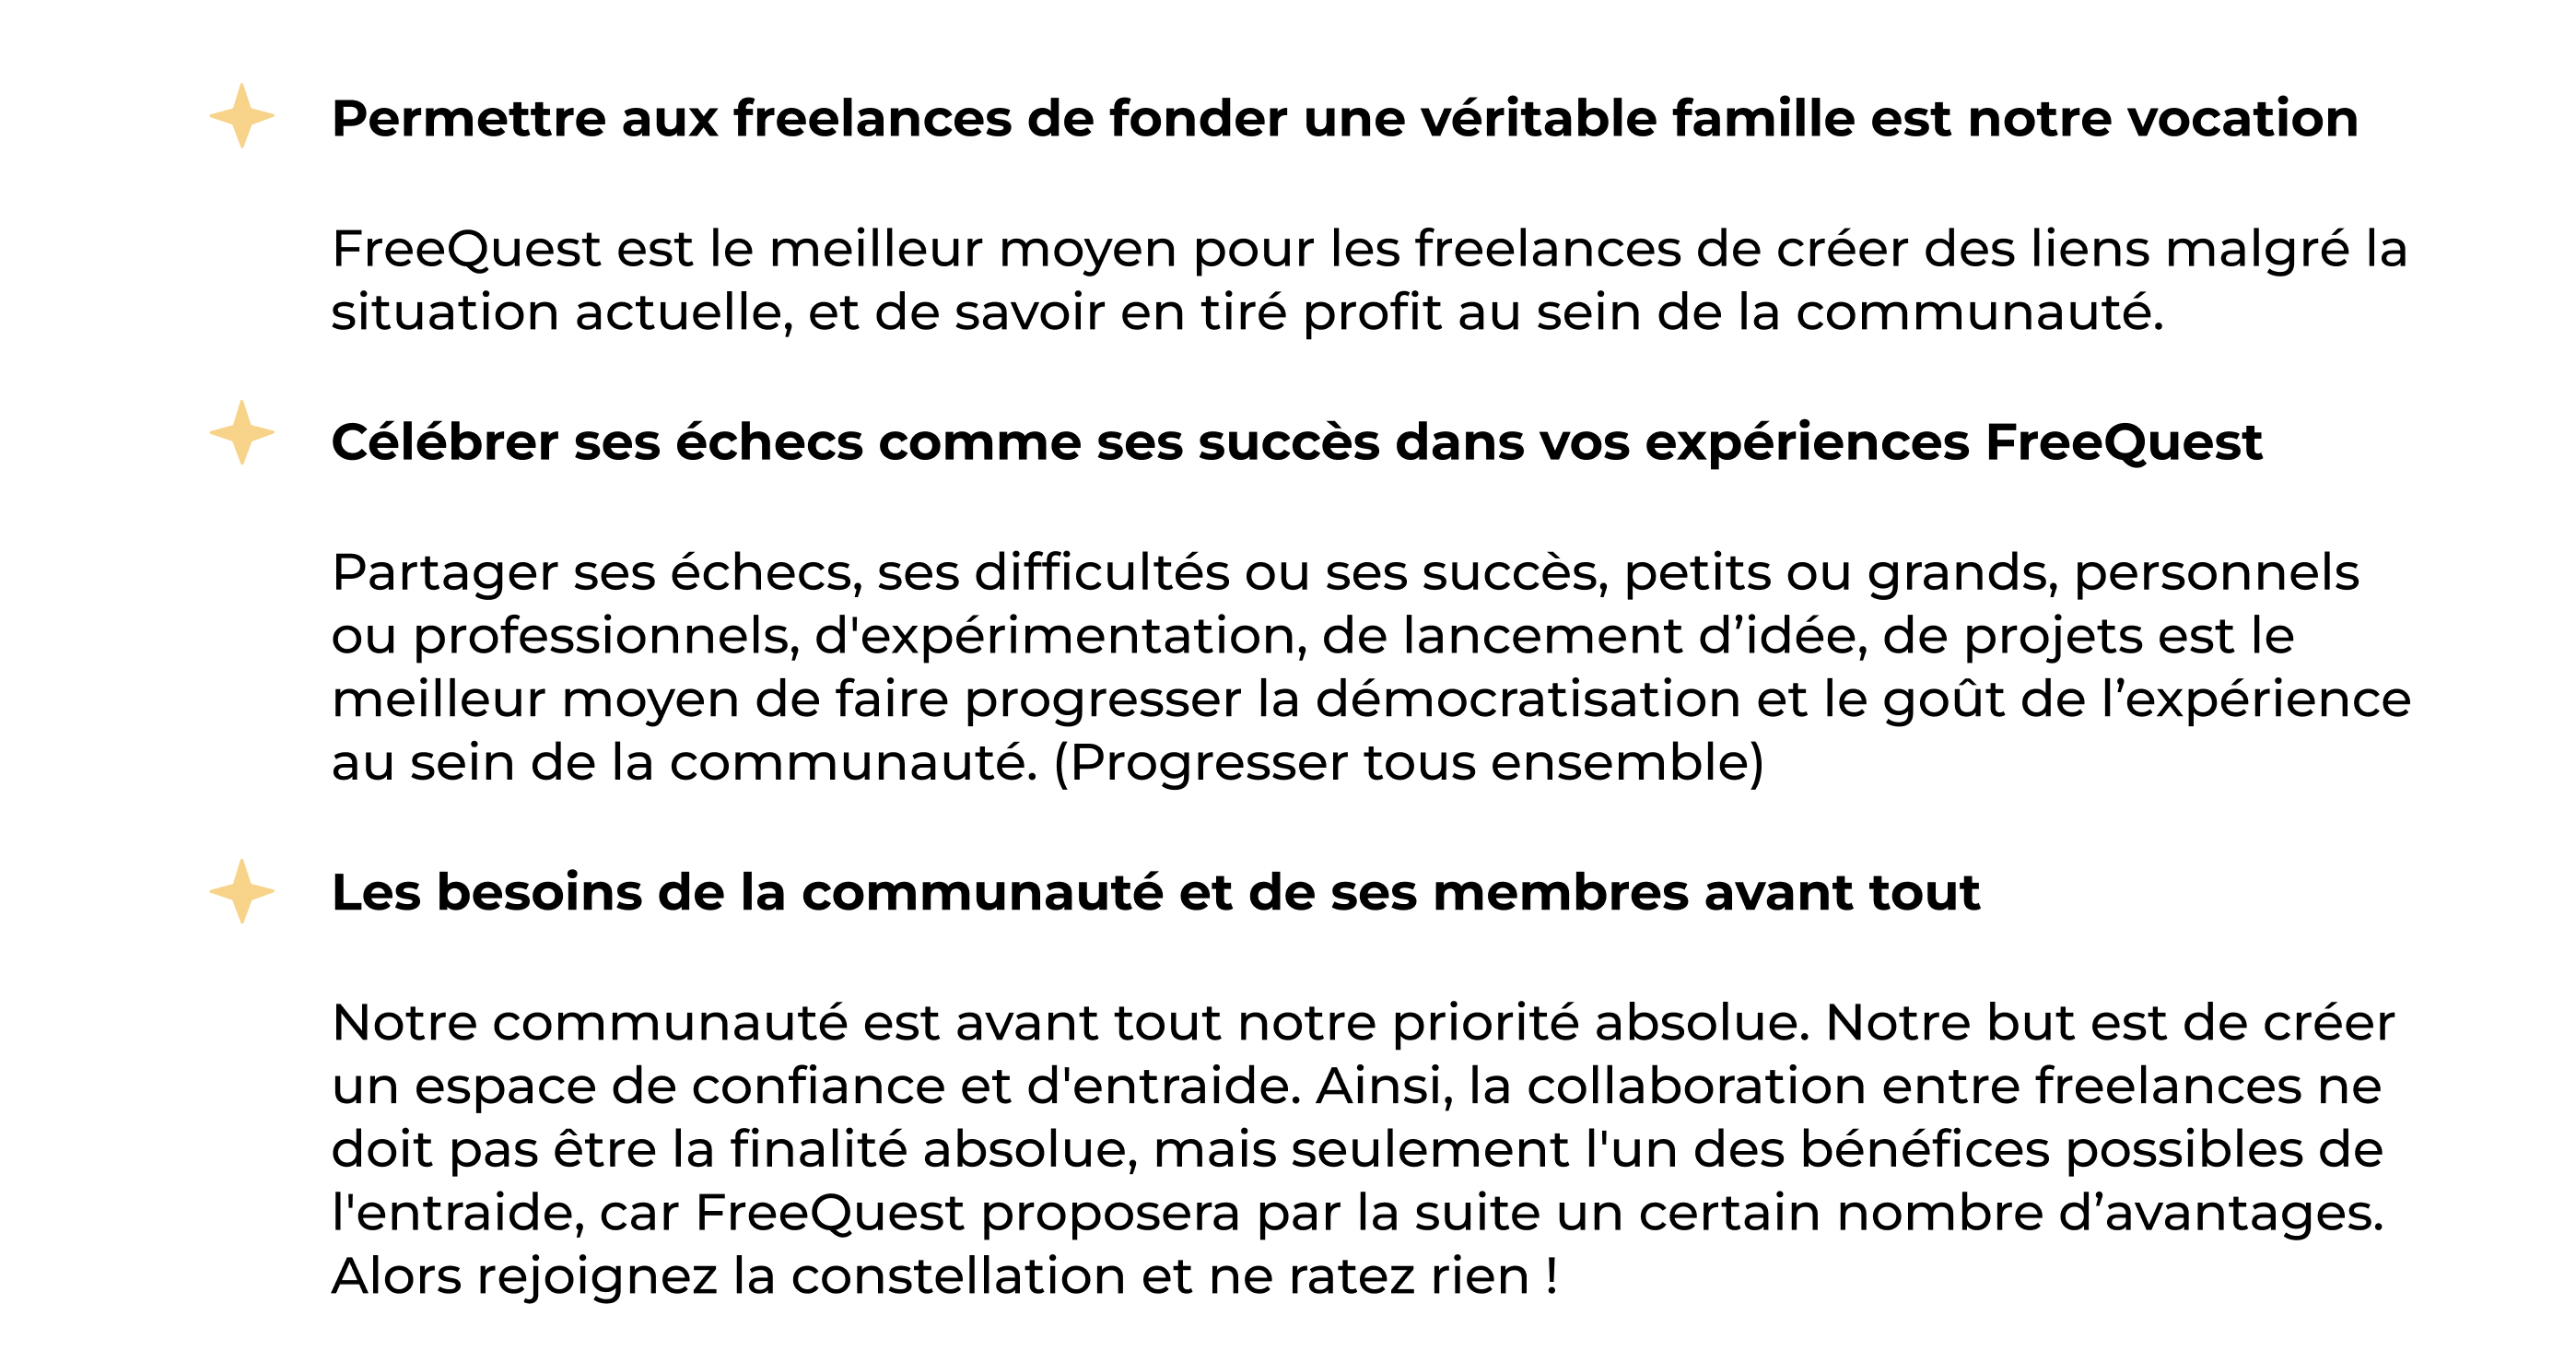 Permettre aux freelances de fonder une véritable famille est notre vocation
FreeQuest est le meilleur moyen pour les freelances de créer des liens malgré la
situation actuelle, et de savoir en tiré profit au sein de la communauté.
Célébrer ses échecs comme ses succès dans vos expériences FreeQuest
Partager ses échecs, ses difficultés ou ses succès, petits ou grands, personnels
ou professionnels, d'expérimentation, de lancement d’idée, de projets est le
meilleur moyen de faire progresser la démocratisation et le goût de l’expérience
au sein de la communauté. (Progresser tous ensemble)
Les besoins de la communauté et de ses membres avant tout
Notre communauté est avant tout notre priorité absolue. Notre but est de créer
un espace de confiance et d'entraide. Ainsi, la collaboration entre freelances ne
doit pas être la finalité absolue, mais seulement l'un des bénéfices possibles de
l'entraide, car FreeQuest proposera par la suite un certain nombre d’avantages.
Alors rejoignez la constellation et ne ratez rien !